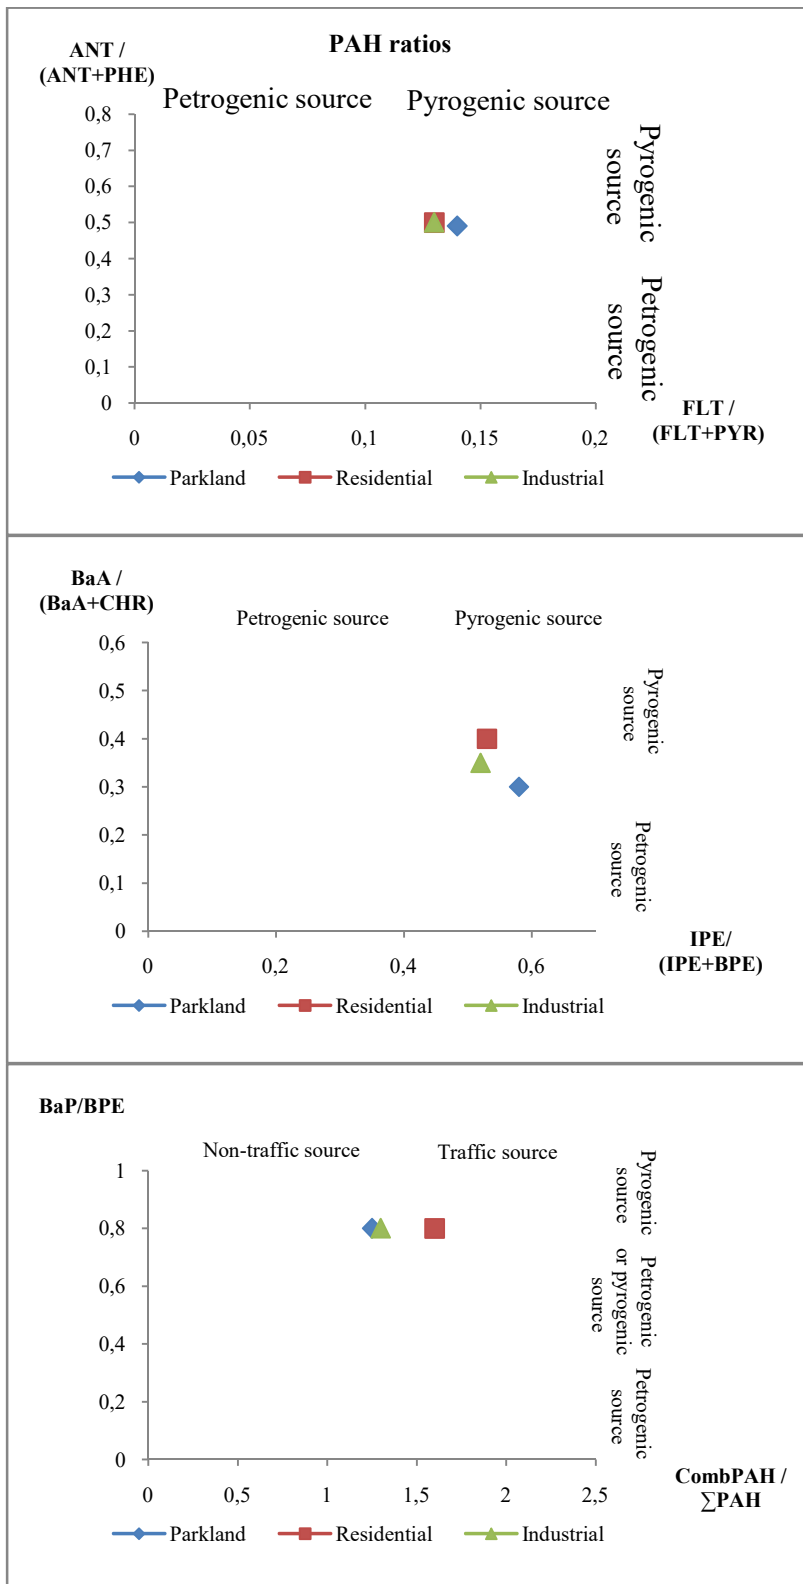 PAH ratios
ANT /
(ANT+PHE)
Petrogenic source
Pyrogenic source
0,8
0,7
0,6
0,5
0,4
0,3
0,2
0,1
0
Pyrogenic
source
Petrogenic
source
0
0,05
0,1
0,15
0,2
FLT /
(FLT+PYR)
Parkland
Residential
Industrial
BaA /
(BaA+CHR)
Petrogenic source
Pyrogenic source
0,6
0,5
0,4
0,3
0,2
0,1
0
Pyrogenic
source
Petrogenic
source
0
0,2
0,4
0,6
IPE/
(IPE+BPE)
Parkland
Residential
Industrial
BaP/BPE
Non-traffic source
Traffic source
1
0,8
0,6
0,4
0,2
0
Pyrogenic
source
Petrogenic
or pyrogenic
source
Petrogenic
source
0
0,5
1
1,5
2
2,5
CombPAH /
∑PAH
Parkland
Residential
Industrial